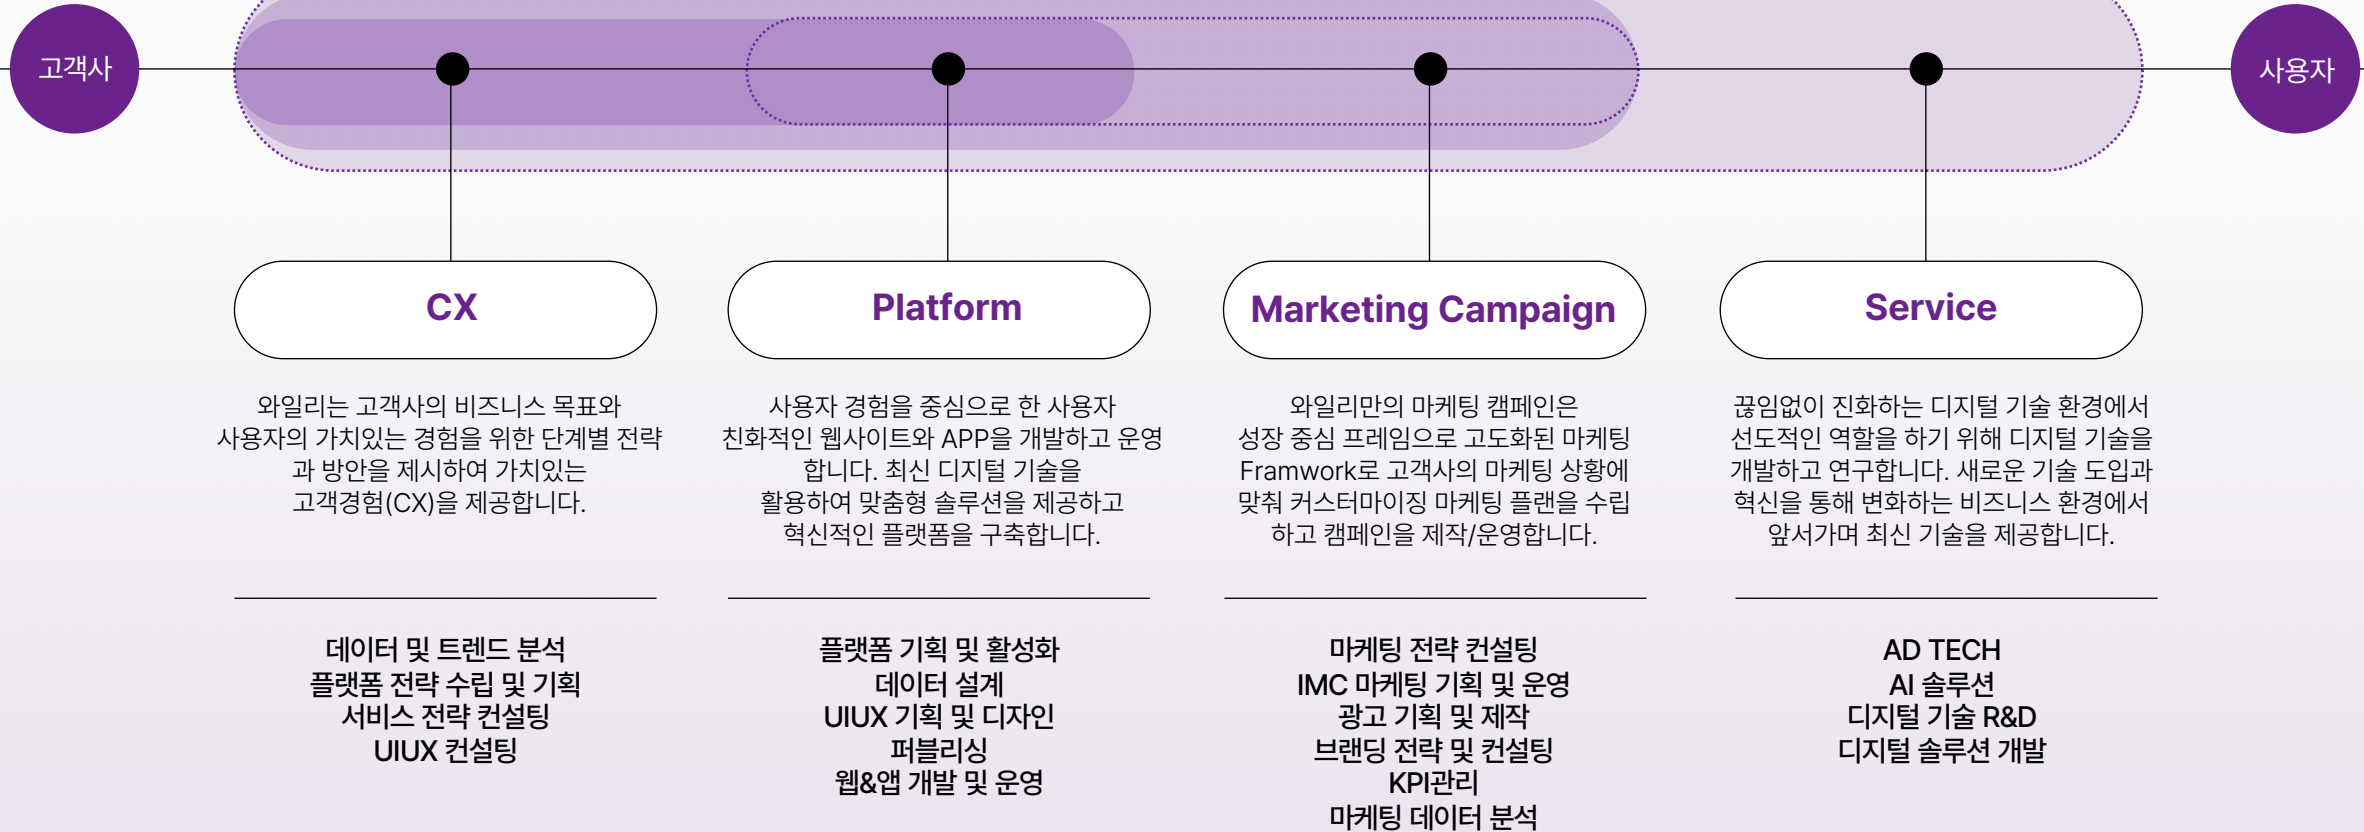 고객사
사용자
CX
와일리는 고객사의 비즈니스 목표와
사용자의 가치있는 경험을 위한 단계별 전략
과 방안을 제시하여 가치있는
고객경험(CX)을 제공합니다.
데이터 및 트렌드 분석
플랫폼 전략 수립 및 기획
서비스 전략 컨설팅
UIUX 컨설팅
Platform
사용자 경험을 중심으로 한 사용자
친화적인 웹사이트와 APP을 개발하고 운영
합니다. 최신 디지털 기술을
활용하여 맞춤형 솔루션을 제공하고
혁신적인 플랫폼을 구축합니다.
플랫폼 기획 및 활성화
데이터 설계
UIUX 기획 및 디자인
퍼블리싱
웹&앱 개발 및 운영
Marketing Campaign
와일리만의 마케팅 캠페인은
성장 중심 프레임으로 고도화된 마케팅
Framwork로 고객사의 마케팅 상황에
맞춰 커스터마이징 마케팅 플랜을 수립
하고 캠페인을 제작/운영합니다.
마케팅 전략 컨설팅
IMC 마케팅 기획 및 운영
광고 기획 및 제작
브랜딩 전략 및 컨설팅
KPI관리
마케팅 데이터 분석
Service
끊임없이 진화하는 디지털 기술 환경에서
선도적인 역할을 하기 위해 디지털 기술을
개발하고 연구합니다. 새로운 기술 도입과
혁신을 통해 변화하는 비즈니스 환경에서
앞서가며 최신 기술을 제공합니다.
AD TECH
AI 솔루션
디지털 기술 R&D
디지털 솔루션 개발